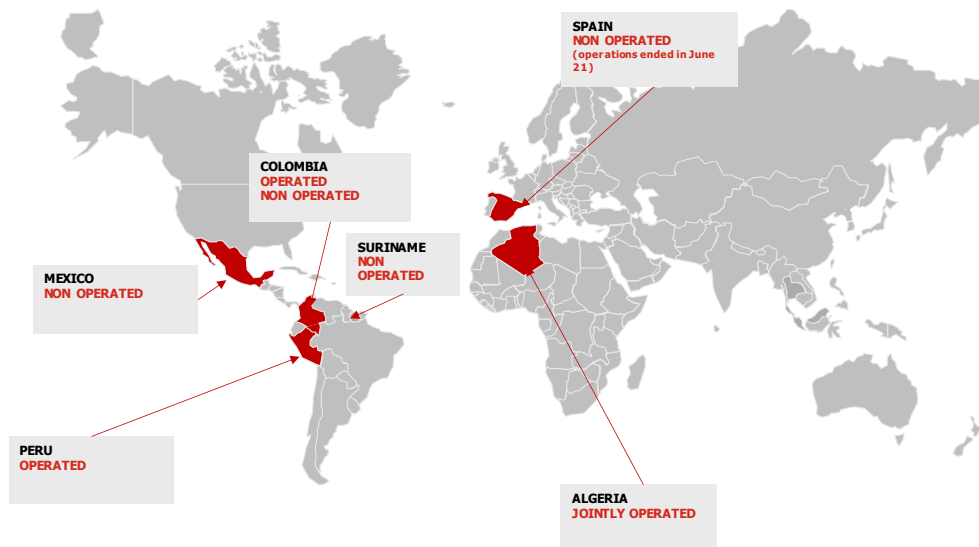 SPAIN
NON OPERATED
(operations ended in June
21)
COLOMBIA
OPERATED
NON OPERATED
SURINAME
NON
OPERATED
MEXICO
NON OPERATED
PERU
OPERATED
ALGERIA
JOINTLY OPERATED